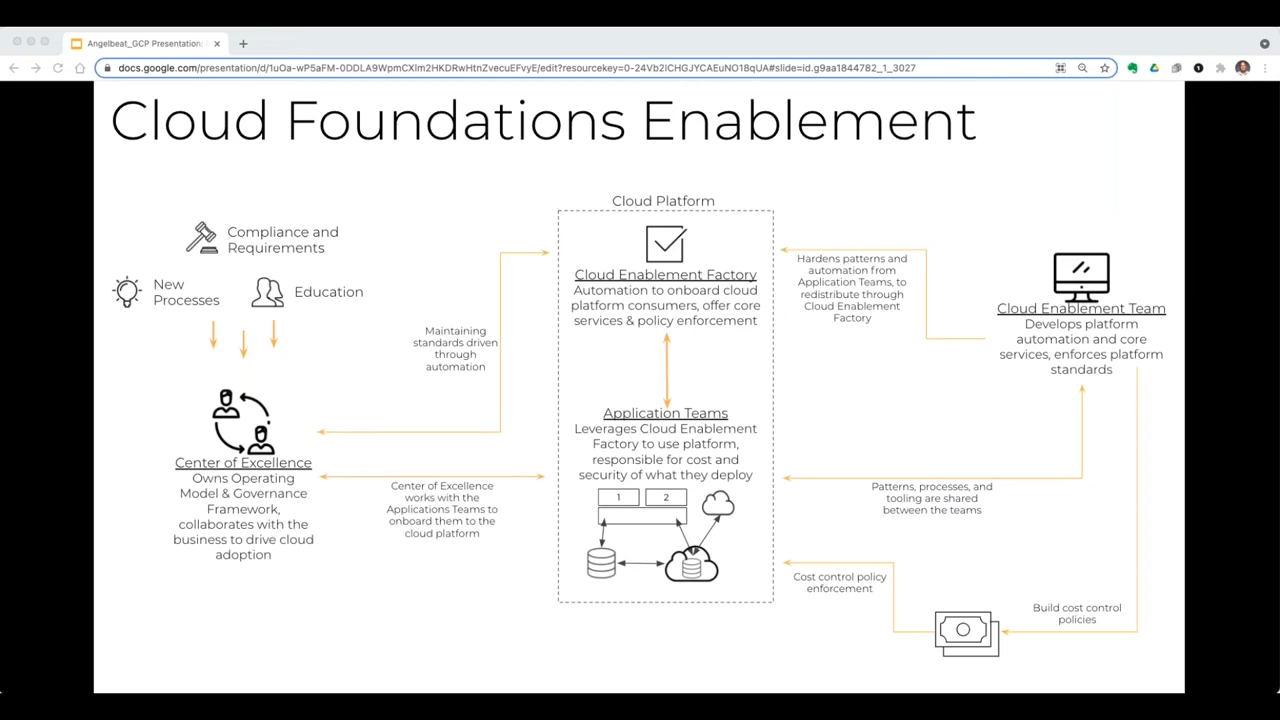 Angelbeat_GCP Presentation:
docs.google.com/presentation/d/1uOa-wP5aFM-0DDLA9WpmCXlm2HKDRwHtnZvecuEFvyE/edit?resourcekey=0-24Vb2ICHGJYCAEuNO18qUA#slide=id.g9aa1844782_1_3027
Cloud Foundations Enablement
Cloud Platform
Compliance and
Requirements
New
Processes
Education
Cloud Enablement Factory
Automation to onboard cloud
platform consumers, offer core
services & policy enforcement
Hardens patterns and
automation from
Application Teams, to
redistribute through
Cloud Enablement
Factory
Cloud Enablement Team
Develops platform
automation and core
services, enforces platform
standards
Maintaining
standards driven
through
automation
Center of Excellence
Owns Operating
Model & Governance
Framework,
collaborates with the
business to drive cloud
adoption
Center of Excellence
works with the
Applications Teams to
onboard them to the
cloud platform
Application Teams
Leverages Cloud Enablement
Factory to use platform,
responsible for cost and
security of what they deploy
1
2
Patterns, processes, and
tooling are shared
between the teams
Cost control policy
enforcement
Build cost control
policies